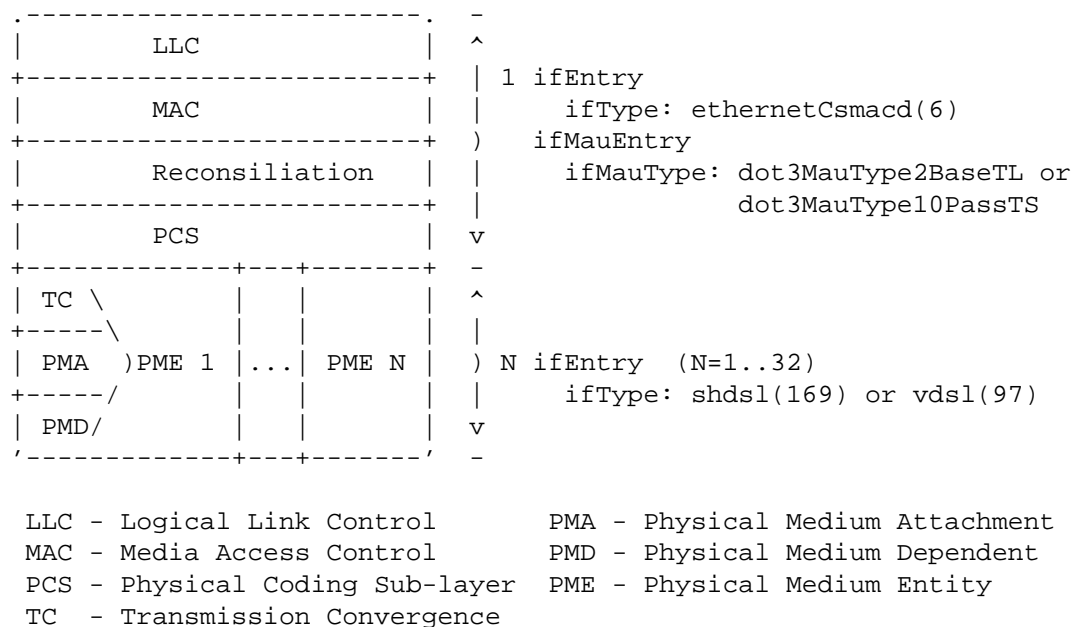 .-------------------------.  -
|        LLC              |  ^
+-------------------------+  | 1 ifEntry
|        MAC              |  |     ifType: ethernetCsmacd(6)
+-------------------------+  )   ifMauEntry
|        Reconsiliation   |  |     ifMauType: dot3MauType2BaseTL or
+-------------------------+  |                dot3MauType10PassTS
|        PCS              |  v
+-------------+---+-------+  -
| TC \        |   |       |  ^
+-----\       |   |       |  |
| PMA  )PME 1 |...| PME N |  ) N ifEntry  (N=1..32)
+-----/       |   |       |  |     ifType: shdsl(169) or vdsl(97)
| PMD/        |   |       |  v
'-------------+---+-------'  -
LLC - Logical Link Control       PMA - Physical Medium Attachment
MAC - Media Access Control       PMD - Physical Medium Dependent
PCS - Physical Coding Sub-layer  PME - Physical Medium Entity
TC  - Transmission Convergence